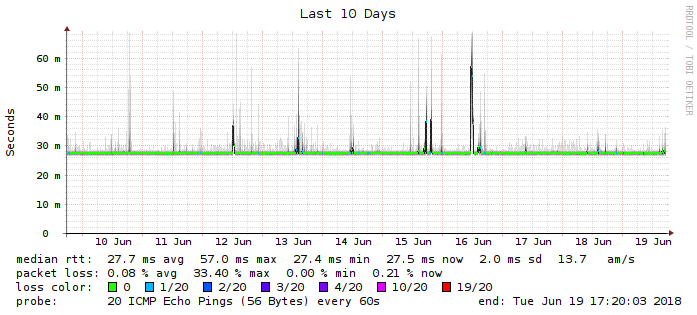 Last 10 Days
RRDTOOL / TOBI OETIKER
Seconds
60 m
50 m
40 m
30 m
20 m
10 m
0
10 Jun 11 Jun 12 Jun 13 Jun 14 Jun 15 Jun 16 Jun 17 Jun 18 Jun 19 Jun
median rtt: 27.7 ms avg 57.0 ms max 27.4 ms min 27.5 ms now 2.0 ms sd 13.7 am/s
packet loss: 0.08 % avg 33.40 % max 0.00 % min 0.21 % now
loss color: 0 1/20 2/20 3/20 4/20 10/20 19/20
probe: 20 ICMP Echo Pings (56 Bytes) every 60s end: Tue Jun 19 17:20:03 2018